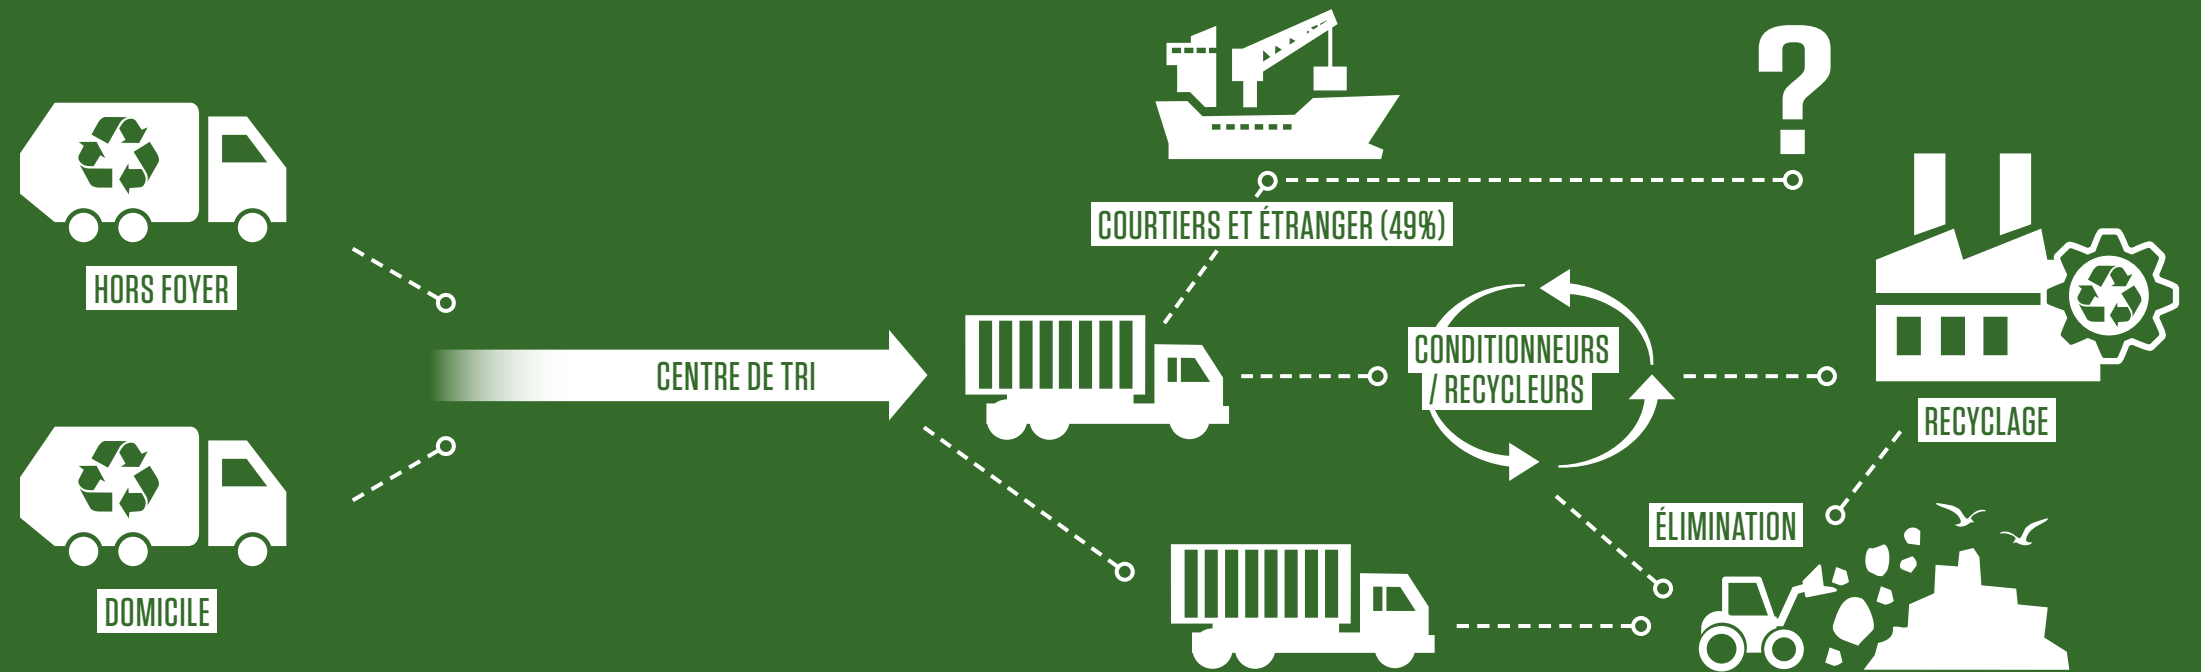 HORS FOYER
DOMICILE
CENTRE DE TRI
COURTIERS ET ÉTRANGER (49%)
?
CONDITIONNEURS
/ RECYCLEURS
RECYCLAGE
ÉLIMINATION